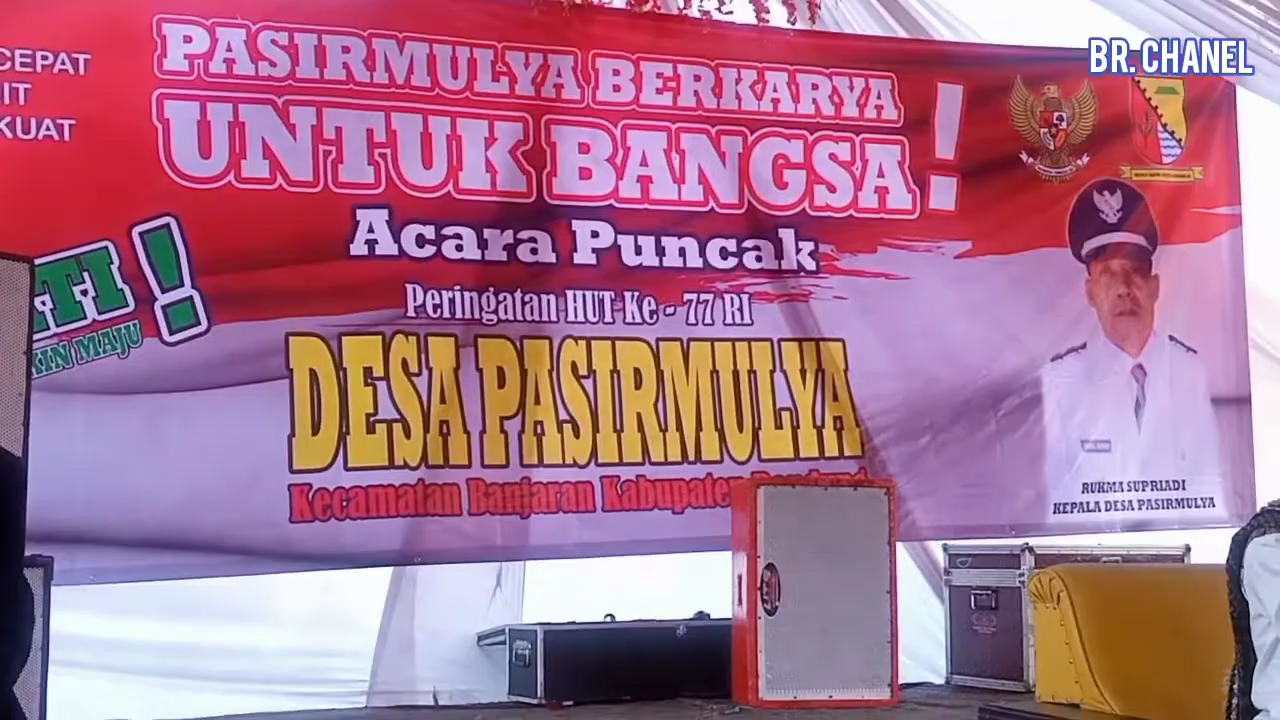 BR. CHANEL
CEPAT
IT
KUAT
PASIRMULYA BERKARYA
UNTUK BANGSA!
Acara Puncak
Peringatan HUT Ke - 77 RI
TI!
KIN MAJU
DESA PASIRMULYA
Kecamatan Banjaran Kabupaten
RUKMA SUPRIADI
KEPALA DESA PASIRMULYA